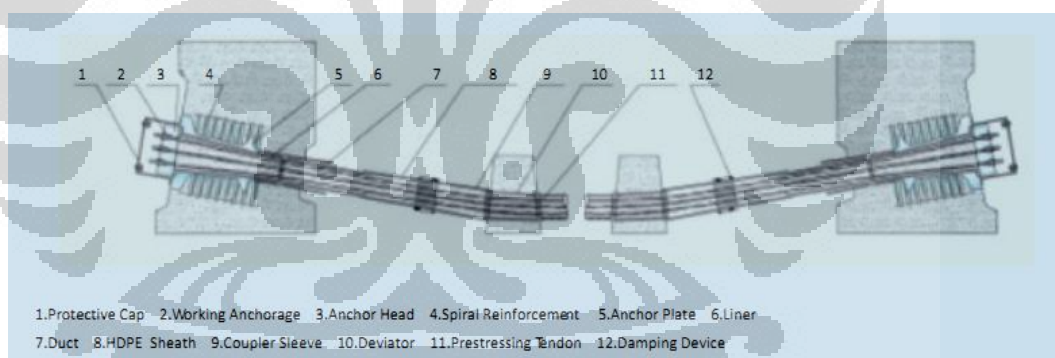 1 2 3 4 5 6 7 8 9 10 11 12
1.Protective Cap 2.Working Anchorage 3.Anchor Head 4.Spiral Reinforcement 5.Anchor Plate 6.Liner
7.Duct 8.HDPE Sheath 9.Coupler Sleeve 10.Deviator 11.Prestressing Tendon 12.Damping Device